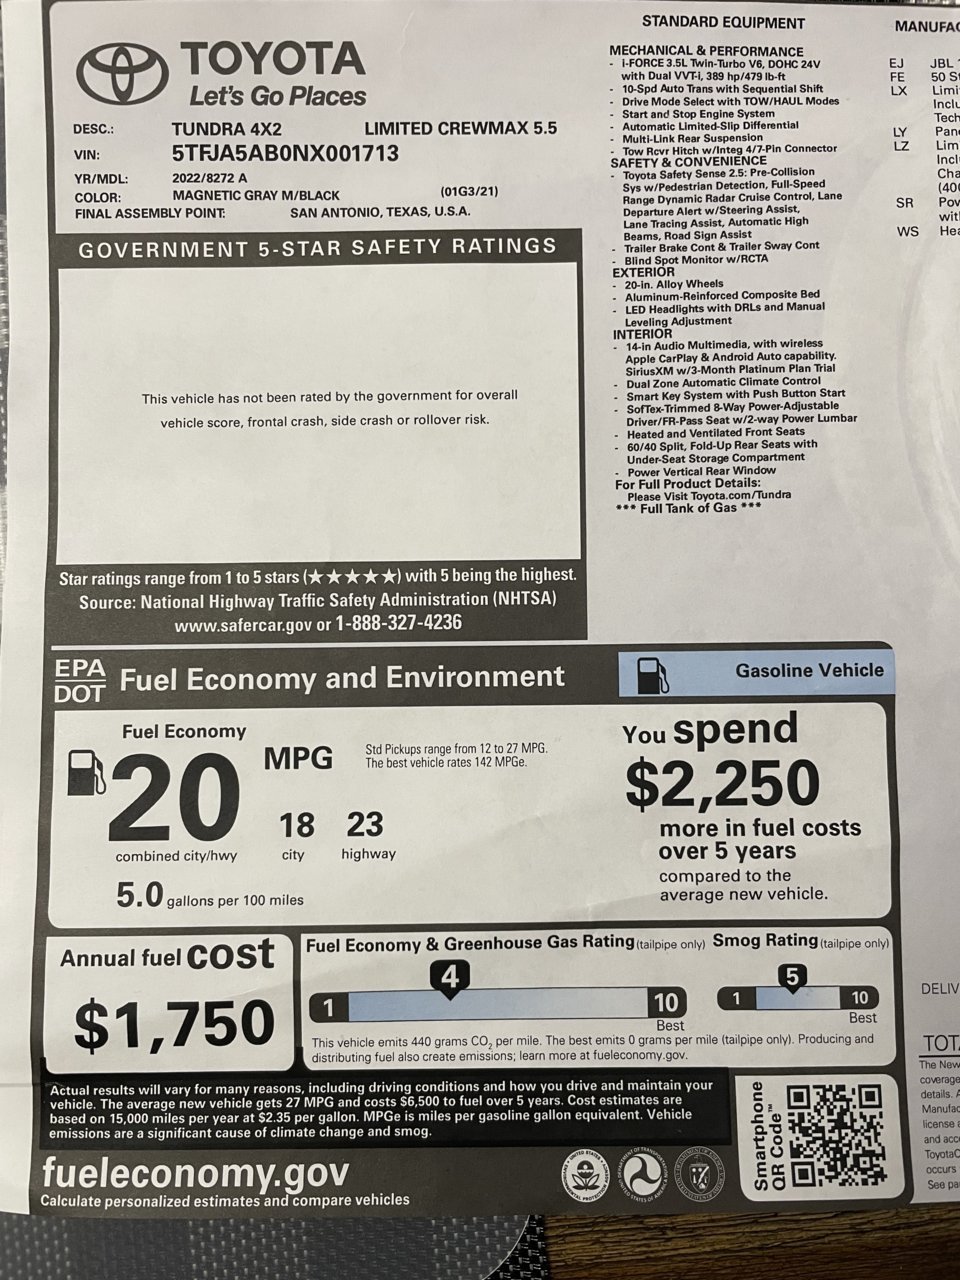 TOYOTA
Let's Go Places
DESC.: TUNDRA 4X2 LIMITED CREWMAX 5.5
VIN: 5TFJA5AB0NX001713
YR/MDL: 2022/8272 A
COLOR: MAGNETIC GRAY M/BLACK (01G3/21)
FINAL ASSEMBLY POINT: SAN ANTONIO, TEXAS, U.S.A.
GOVERNMENT 5-STAR SAFETY RATINGS
This vehicle has not been rated by the government for overall
vehicle score, frontal crash, side crash or rollover risk.
Star ratings range from 1 to 5 stars (★★★★★) with 5 being the highest.
Source: National Highway Traffic Safety Administration (NHTSA)
www.safercar.gov or 1-888-327-4236
STANDARD EQUIPMENT
MECHANICAL & PERFORMANCE
- i-FORCE 3.5L Twin-Turbo V6, DOHC 24V
with Dual VVT-i, 389 hp/479 lb-ft
- 10-Spd Auto Trans with Sequential Shift
- Drive Mode Select with TOW/HAUL Modes
- Start and Stop Engine System
- Automatic Limited-Slip Differential
- Multi-Link Rear Suspension
- Tow Rcvr Hitch w/Integ 4/7-Pin Connector
SAFETY & CONVENIENCE
- Toyota Safety Sense 2.5: Pre-Collision
Sys w/Pedestrian Detection, Full-Speed
Range Dynamic Radar Cruise Control, Lane
Departure Alert w/Steering Assist,
Lane Tracing Assist, Automatic High
Beams, Road Sign Assist
- Trailer Brake Cont & Trailer Sway Cont
- Blind Spot Monitor w/RCTA
EXTERIOR
- 20-in. Alloy Wheels
- Aluminum-Reinforced Composite Bed
- LED Headlights with DRLs and Manual
Leveling Adjustment
INTERIOR
- 14-in Audio Multimedia, with wireless
Apple CarPlay & Android Auto capability.
SiriusXM w/3-Month Platinum Plan Trial
- Dual Zone Automatic Climate Control
- Smart Key System with Push Button Start
- SofTex-Trimmed 8-Way Power-Adjustable
Driver/FR-Pass Seat w/2-way Power Lumbar
- Heated and Ventilated Front Seats
- 60/40 Split, Fold-Up Rear Seats with
Under-Seat Storage Compartment
- Power Vertical Rear Window
For Full Product Details:
Please Visit Toyota.com/Tundra
*** Full Tank of Gas ***
MANUFAC
EJ JBL
FE 50 S
LX Limi
Inclu
Tech
LY Pan
LZ Lim
Incl
Cha
(40
SR Pow
wit
WS Hea
EPA
DOT
Fuel Economy and Environment
Gasoline Vehicle
Fuel Economy
20 MPG
Std Pickups range from 12 to 27 MPG.
The best vehicle rates 142 MPGe.
18 23
combined city/hwy city highway
5.0 gallons per 100 miles
You spend
$2,250
more in fuel costs
over 5 years
compared to the
average new vehicle.
Annual fuel cost
$1,750
Fuel Economy & Greenhouse Gas Rating (tailpipe only)
4
1 10
Best
Smog Rating (tailpipe only)
5
1 10
Best
This vehicle emits 440 grams CO2 per mile. The best emits 0 grams per mile (tailpipe only). Producing and
distributing fuel also create emissions; learn more at fueleconomy.gov.
Actual results will vary for many reasons, including driving conditions and how you drive and maintain your
vehicle. The average new vehicle gets 27 MPG and costs $6,500 to fuel over 5 years. Cost estimates are
based on 15,000 miles per year at $2.35 per gallon. MPGe is miles per gasoline gallon equivalent. Vehicle
emissions are a significant cause of climate change and smog.
fueleconomy.gov
Calculate personalized estimates and compare vehicles
Smartphone
QR Code™
DELIV
TOT
The New
coverage
details. A
Manufac
license a
and acc
ToyotaC
occurs
See pa